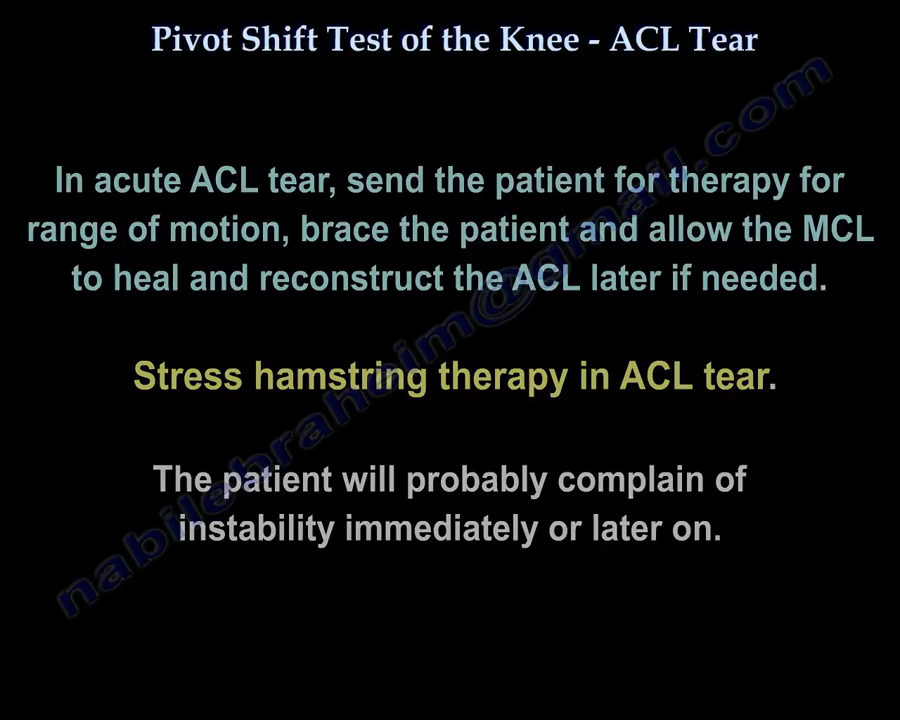 Pivot Shift Test of the Knee - ACL Tear
In acute ACL tear, send the patient for therapy for
range of motion, brace the patient and allow the MCL
to heal and reconstruct the ACL later if needed.
Stress hamstring therapy in ACL tear.
The patient will probably complain of
instability immediately or later on.
nabilebraheim@gmail.com